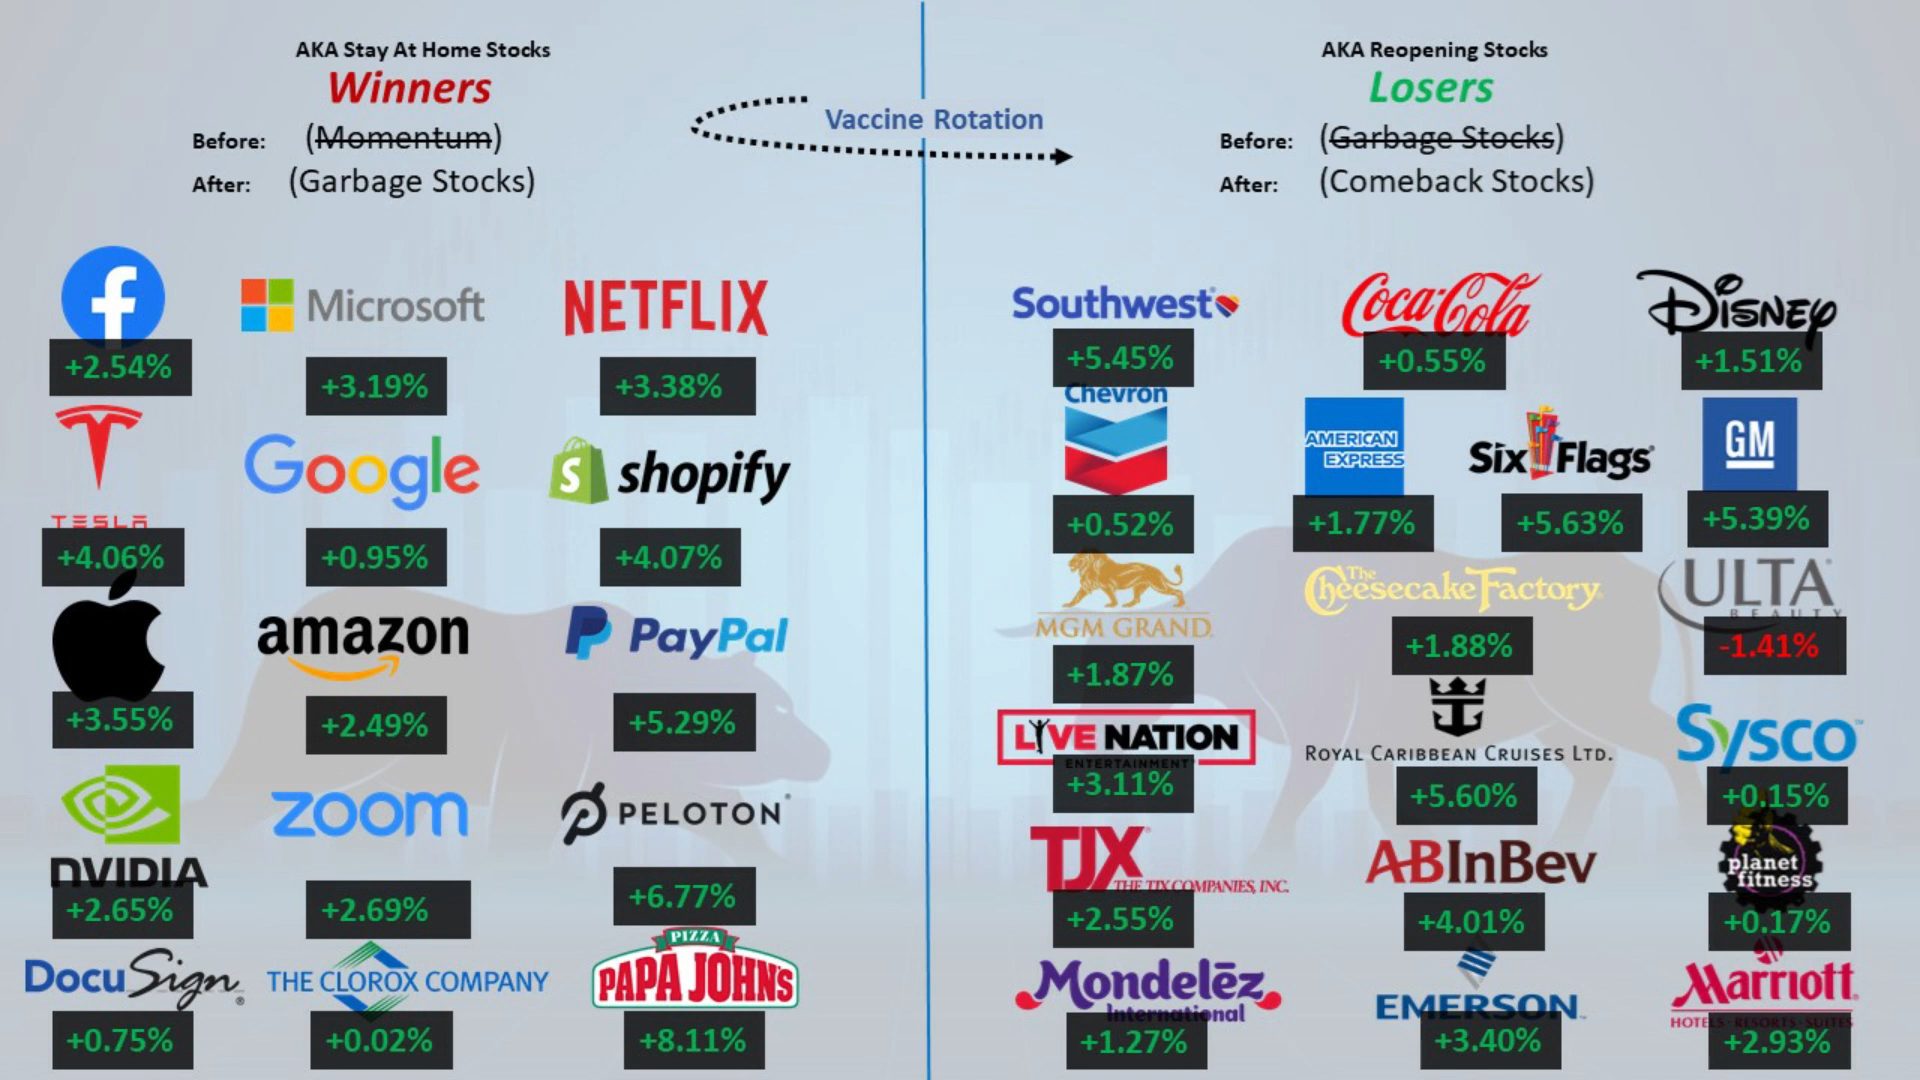 AKA Stay At Home Stocks
Winners
Before: (Momentum)
After: (Garbage Stocks)
Vaccine Rotation
AKA Reopening Stocks
Losers
Before: (Garbage Stocks)
After: (Comeback Stocks)
f
Microsoft
NETFLIX
+2.54%
+3.19%
+3.38%
TESLA
Google
S shopify
+4.06%
+0.95%
+4.07%
amazon
PayPal
+3.55%
+2.49%
+5.29%
NVIDIA
zoom
PELOTON
+2.65%
+2.69%
+6.77%
DocuSign®
THE CLOROX COMPANY
PIZZA
PAPA JOHN'S
+0.75%
+0.02%
+8.11%
Southwest
Coca-Cola
DISNEY
+5.45%
+0.55%
+1.51%
Chevron
AMERICAN
EXPRESS
Six Flags
GM
+0.52%
+1.77%
+5.63%
+5.39%
MGM GRAND.
The Cheesecake Factory
ULTA
BEAUTY
+1.87%
+1.88%
-1.41%
LIVE NATION
ENTERTAINMENT
ROYAL CARIBBEAN CRUISES LTD.
Sysco™
+3.11%
+5.60%
+0.15%
TJX
THE TJX COMPANIES, INC.
ABInBev
planet
fitness
+2.55%
+4.01%
+0.17%
Mondelēz
International
EMERSON
Marriott
HOTELS·RESORTS·SUITES
+1.27%
+3.40%
+2.93%